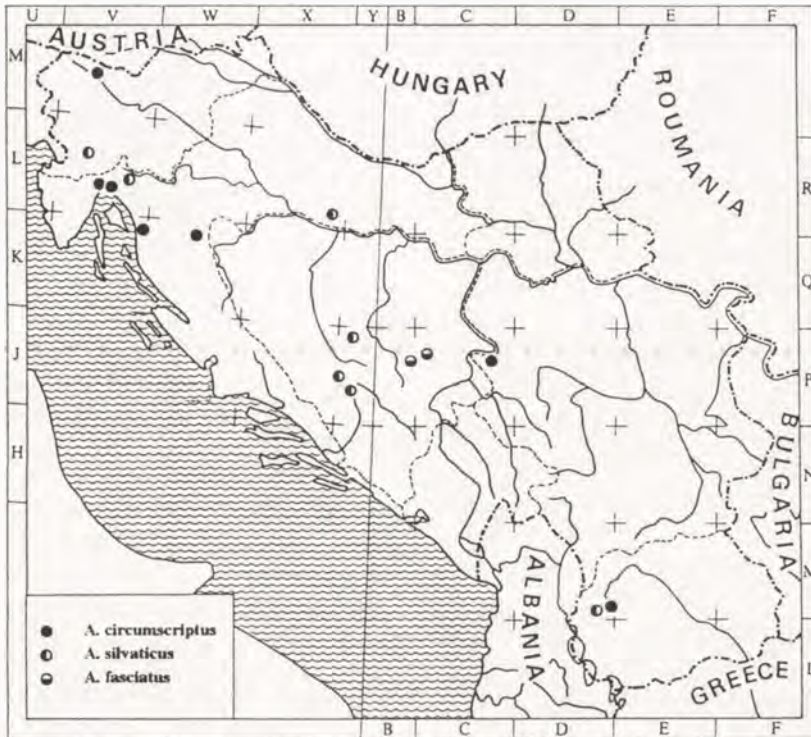 U V W X Y B C D E F
M
L
K
J
H
R
Q
P
N
AUSTRIA
HUNGARY
ROUMANIA
BULGARIA
ALBANIA
GREECE
A. circumscriptus
A. silvaticus
A. fasciatus
B C D E F